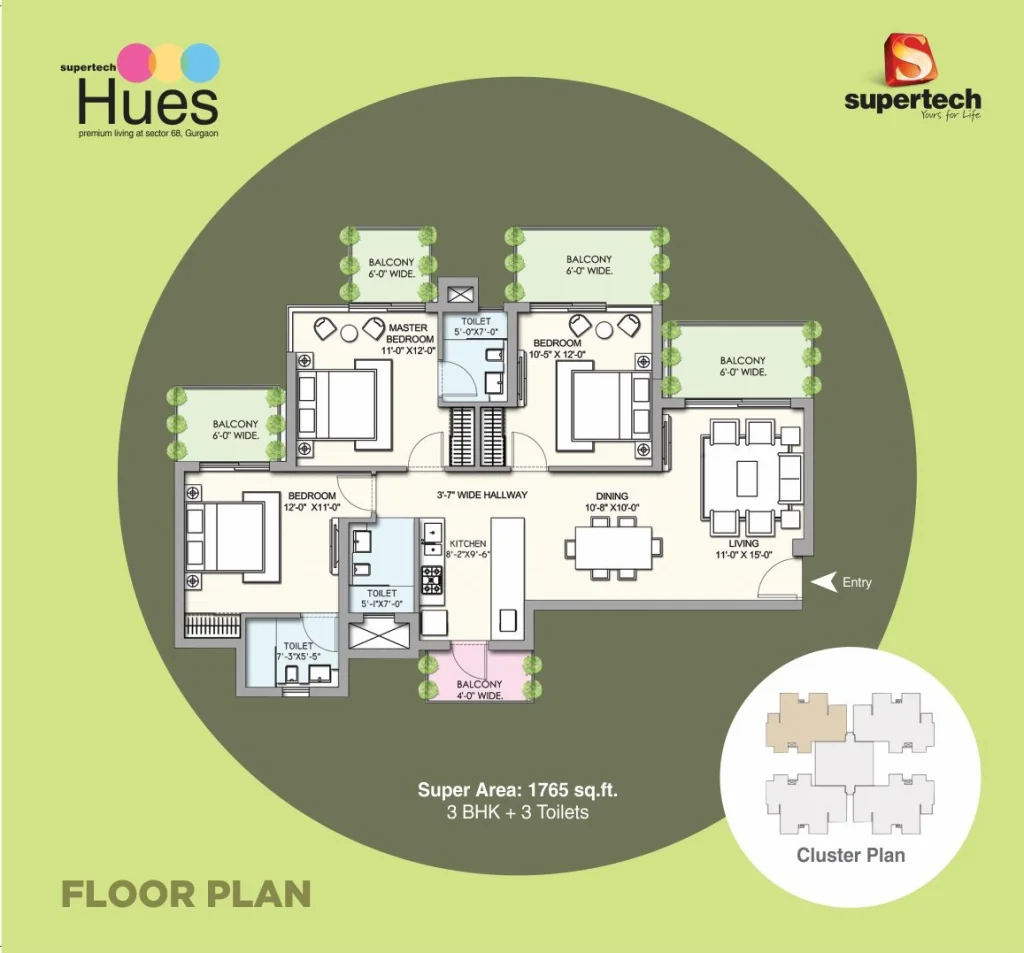 supertech
Hues
premium living at sector 68, Gurgaon
S
supertech
Yours for Life
BALCONY
6'-0" WIDE.
BALCONY
6'-0" WIDE.
TOILET
5'-0"X7'-0"
MASTER
BEDROOM
11'-0" X12'-0"
BEDROOM
10'-5" X 12'-0"
BALCONY
6'-0" WIDE.
BALCONY
6'-0" WIDE.
BEDROOM
12'-0" X11'-0"
3'-7" WIDE HALLWAY
DINING
10'-8" X10'-0"
KITCHEN
8'-2"X9'-6"
LIVING
11'-0" X 15'-0"
Entry
TOILET
5'-1"X7'-0"
TOILET
7'-3"X5'-5"
BALCONY
4'-0" WIDE.
Super Area: 1765 sq.ft.
3 BHK + 3 Toilets
Cluster Plan
FLOOR PLAN